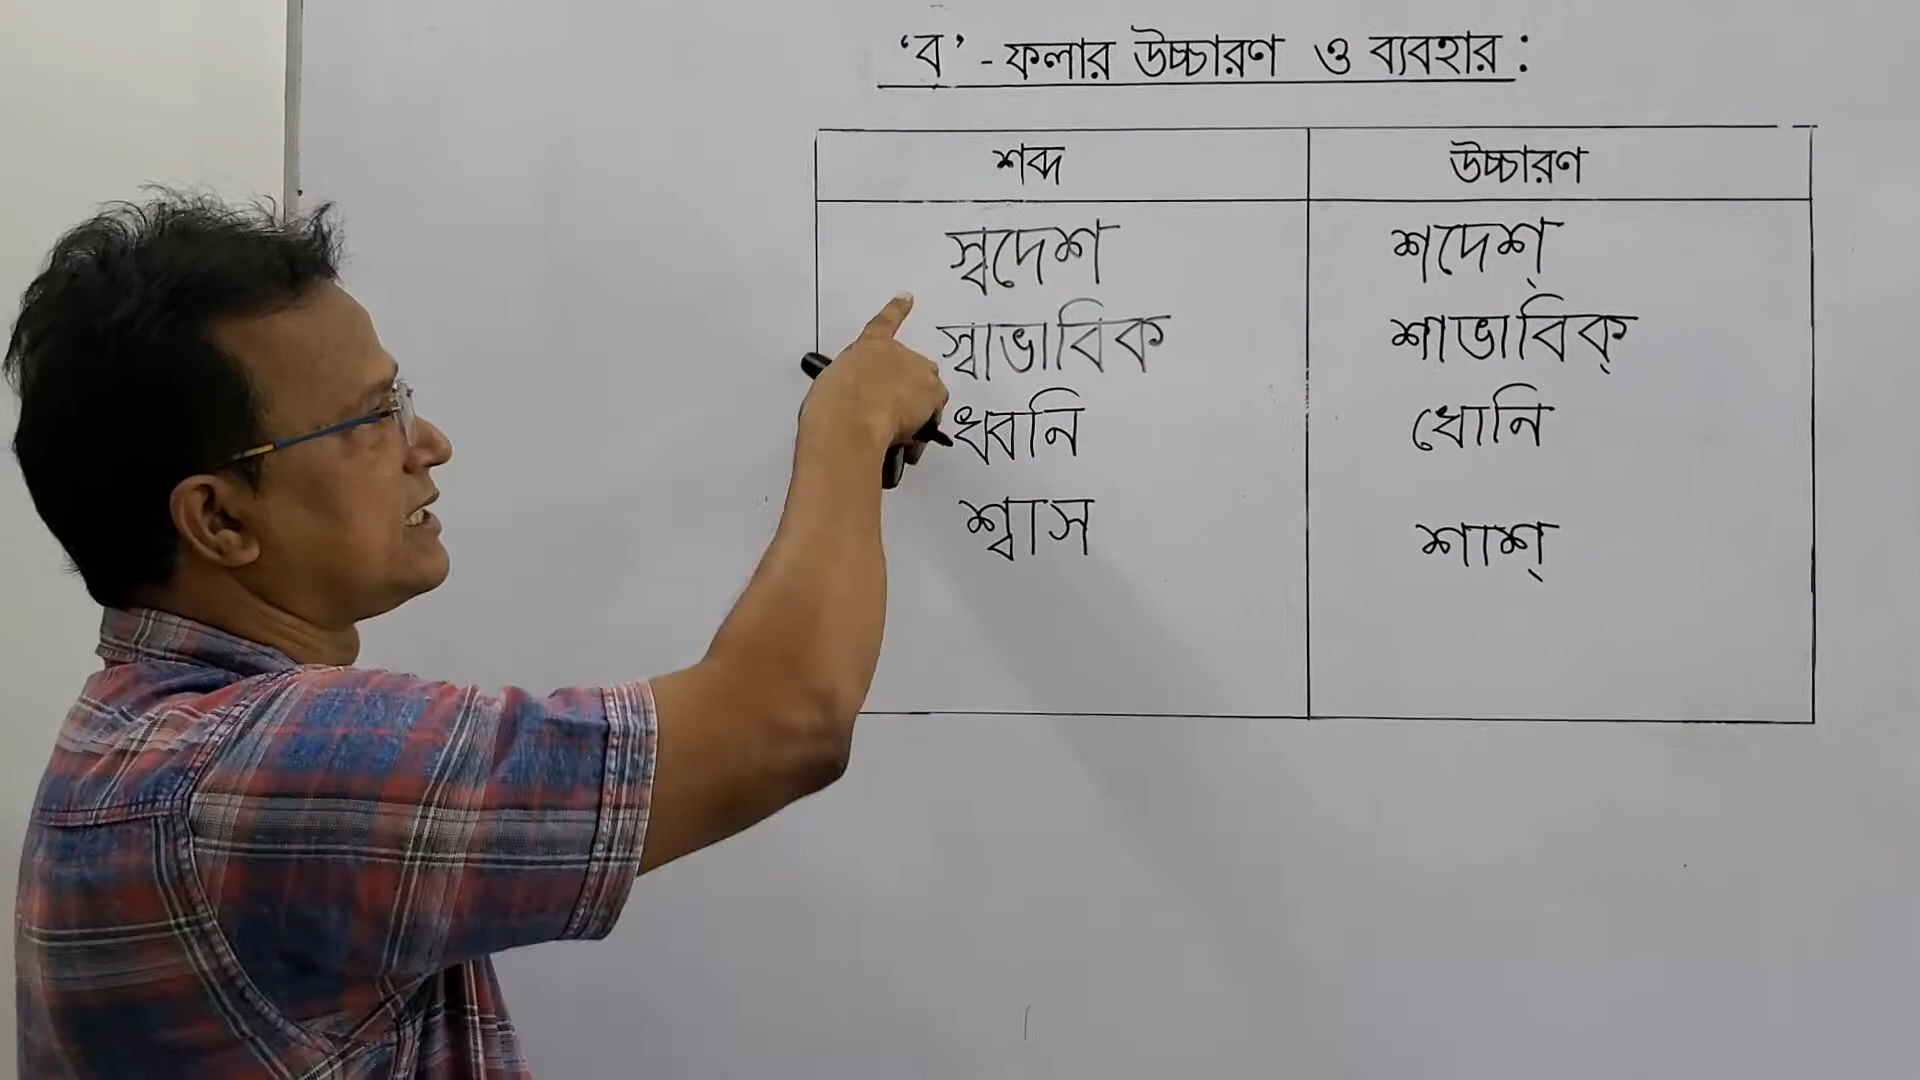 ‘ব’ - ফলার উচ্চারণ ও ব্যবহার :
শব্দ উচ্চারণ
স্বদেশ শদেশ্
স্বাভাবিক শাভাবিক্
ধ্বনি ধোনি
শ্বাস শাশ্